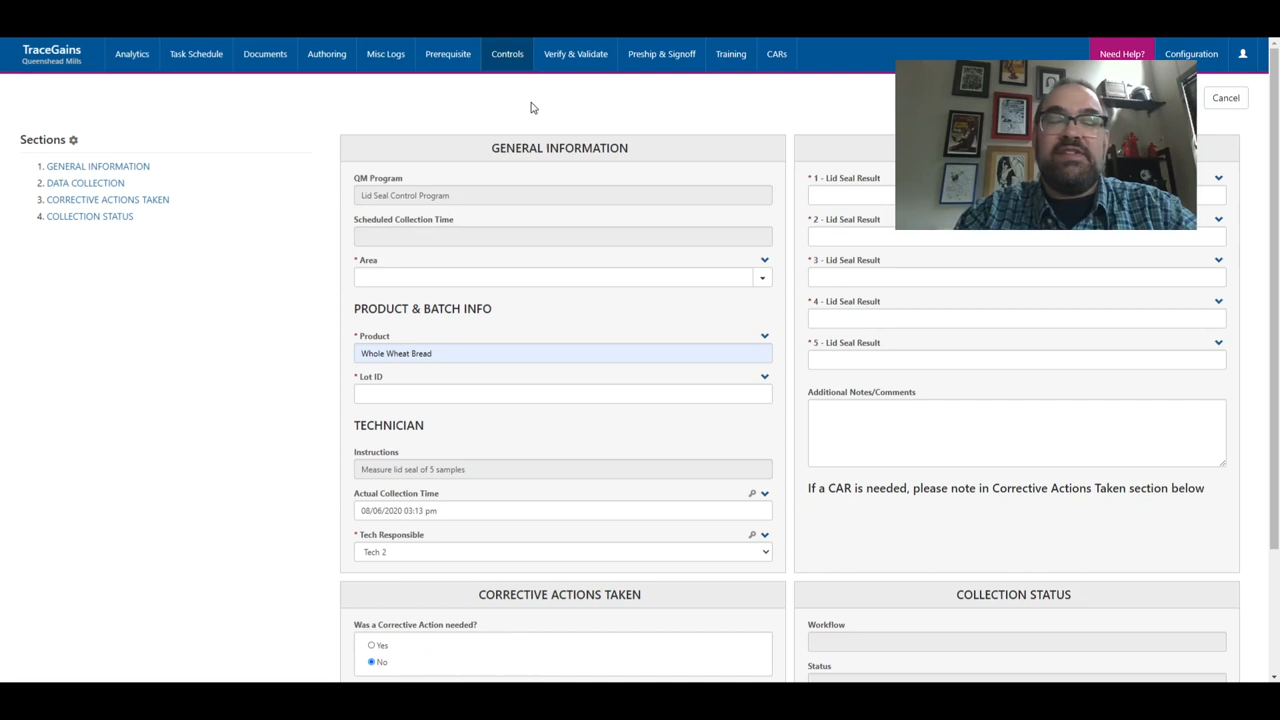 TraceGains
Queenshead Mills
Analytics
Task Schedule
Documents
Authoring
Misc Logs
Prerequisite
Controls
Verify & Validate
Preship & Signoff
Training
CARs
Need Help?
Configuration
Cancel
Sections
1. GENERAL INFORMATION
2. DATA COLLECTION
3. CORRECTIVE ACTIONS TAKEN
4. COLLECTION STATUS
GENERAL INFORMATION
QM Program
Lid Seal Control Program
Scheduled Collection Time
* Area
PRODUCT & BATCH INFO
* Product
Whole Wheat Bread
* Lot ID
TECHNICIAN
Instructions
Measure lid seal of 5 samples
Actual Collection Time
08/06/2020 03:13 pm
* Tech Responsible
Tech 2
* 1 - Lid Seal Result
* 2 - Lid Seal Result
* 3 - Lid Seal Result
* 4 - Lid Seal Result
* 5 - Lid Seal Result
Additional Notes/Comments
If a CAR is needed, please note in Corrective Actions Taken section below
CORRECTIVE ACTIONS TAKEN
Was a Corrective Action needed?
Yes
No
COLLECTION STATUS
Workflow
Status